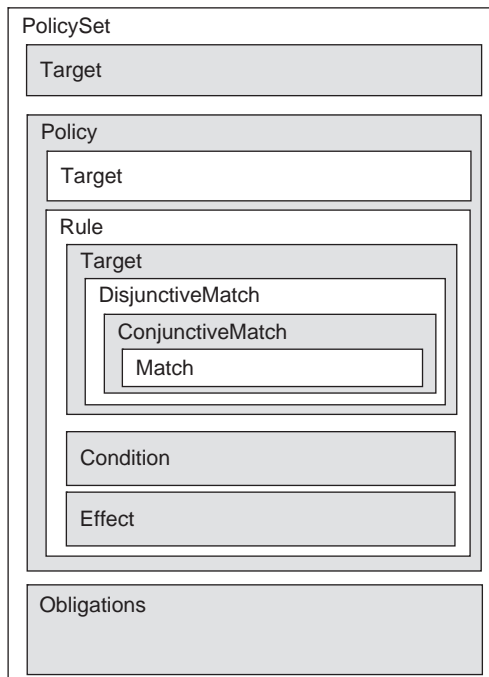 PolicySet
Target
Policy
Target
Rule
Target
DisjunctiveMatch
ConjunctiveMatch
Match
Condition
Effect
Obligations